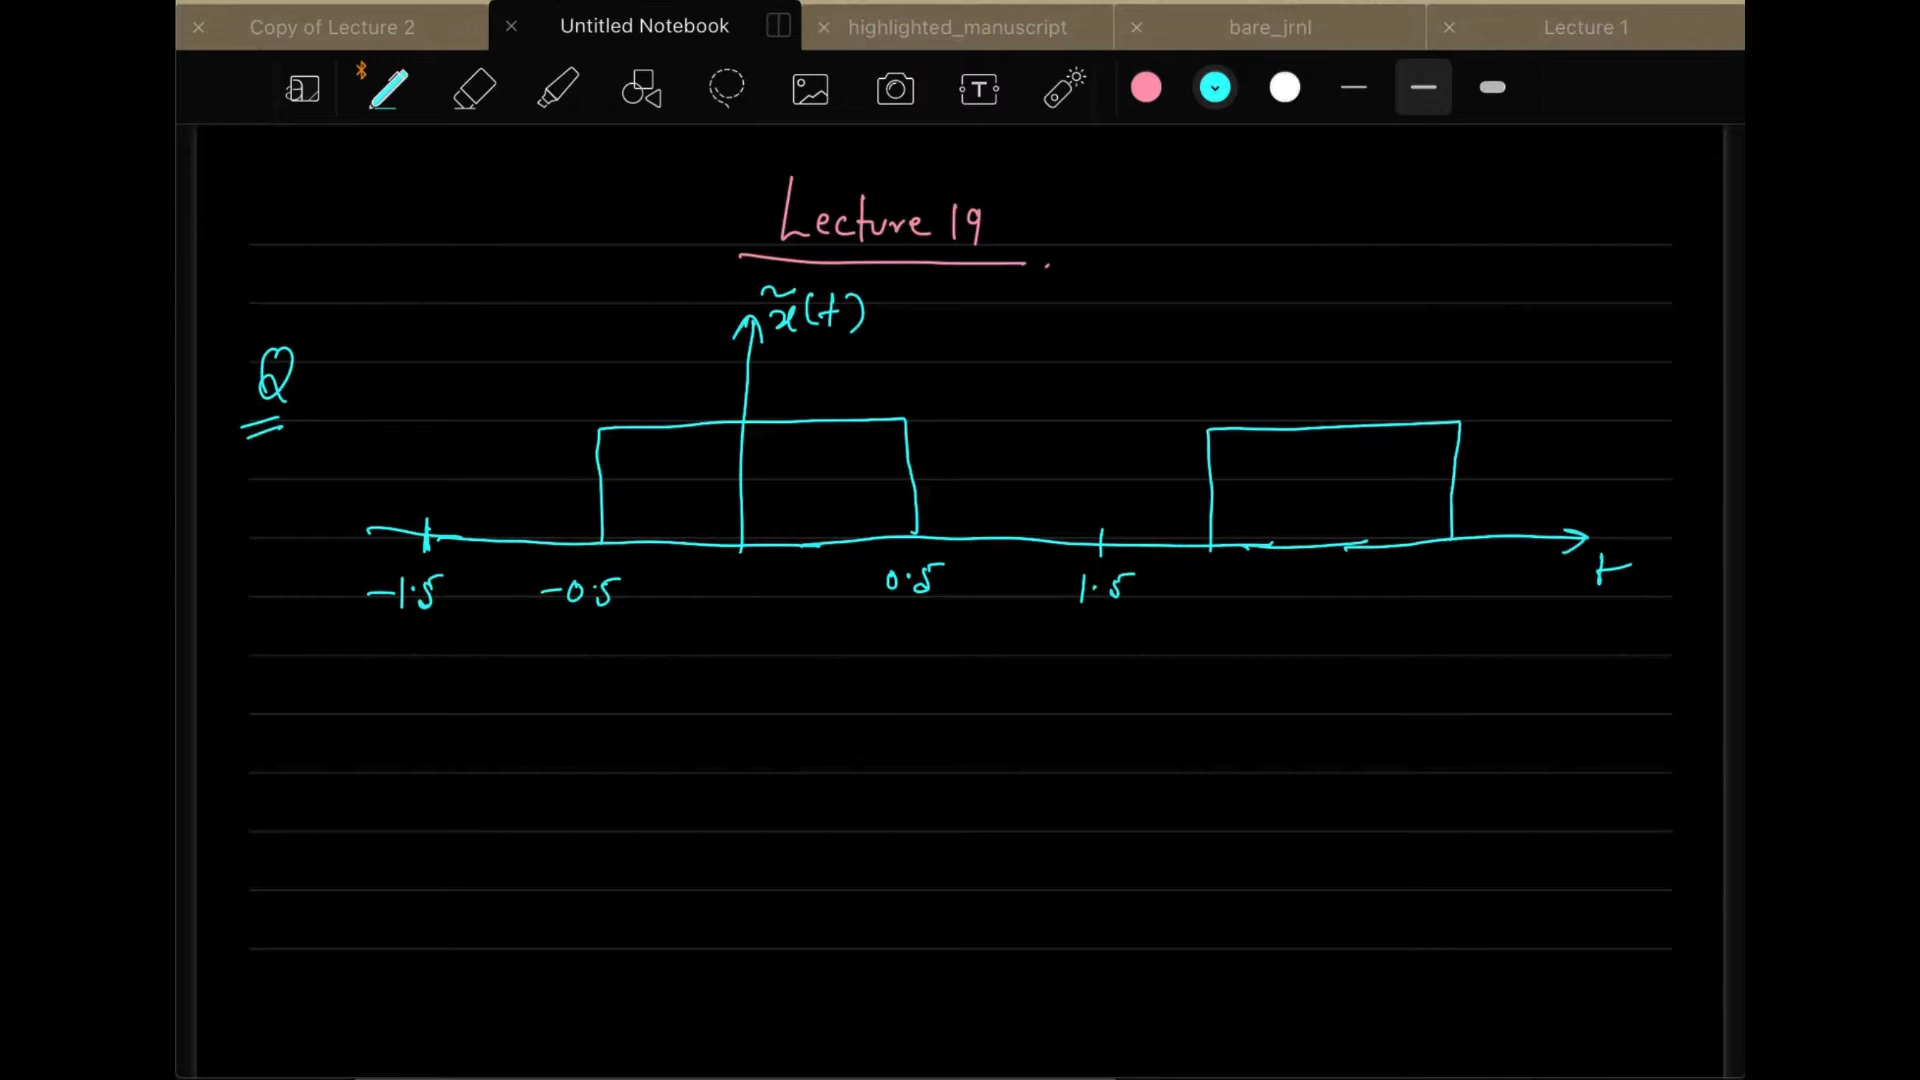 Copy of Lecture 2 Untitled Notebook highlighted_manuscript bare_jrnl Lecture 1
Lecture 19
x̃(t)
Q
-1.5 -0.5 0.5 1.5 t